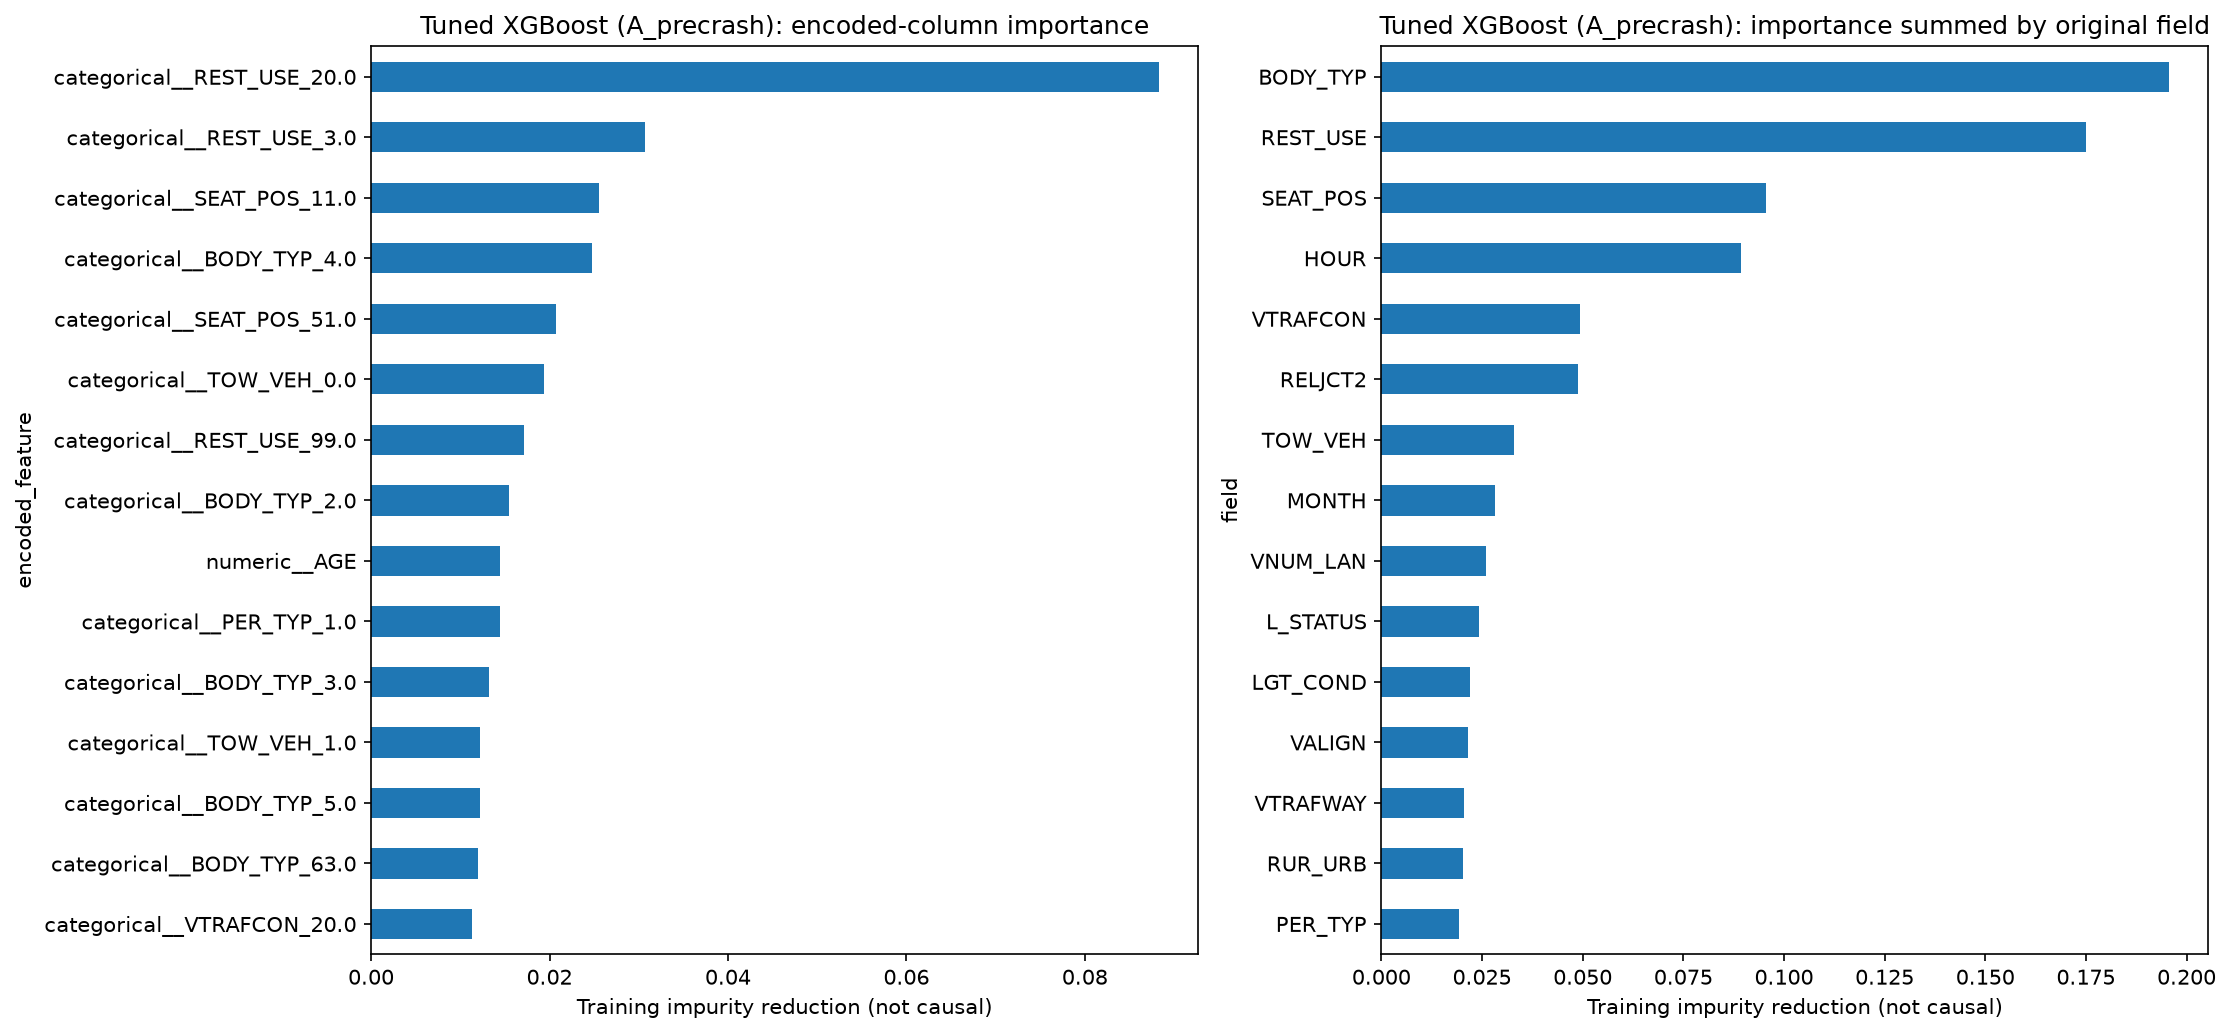 Tuned XGBoost (A_precrash): encoded-column importance
encoded_feature
categorical__REST_USE_20.0
categorical__REST_USE_3.0
categorical__SEAT_POS_11.0
categorical__BODY_TYP_4.0
categorical__SEAT_POS_51.0
categorical__TOW_VEH_0.0
categorical__REST_USE_99.0
categorical__BODY_TYP_2.0
numeric__AGE
categorical__PER_TYP_1.0
categorical__BODY_TYP_3.0
categorical__TOW_VEH_1.0
categorical__BODY_TYP_5.0
categorical__BODY_TYP_63.0
categorical__VTRAFCON_20.0
0.00 0.02 0.04 0.06 0.08
Training impurity reduction (not causal)
Tuned XGBoost (A_precrash): importance summed by original field
field
BODY_TYP
REST_USE
SEAT_POS
HOUR
VTRAFCON
RELJCT2
TOW_VEH
MONTH
VNUM_LAN
L_STATUS
LGT_COND
VALIGN
VTRAFWAY
RUR_URB
PER_TYP
0.000 0.025 0.050 0.075 0.100 0.125 0.150 0.175 0.200
Training impurity reduction (not causal)